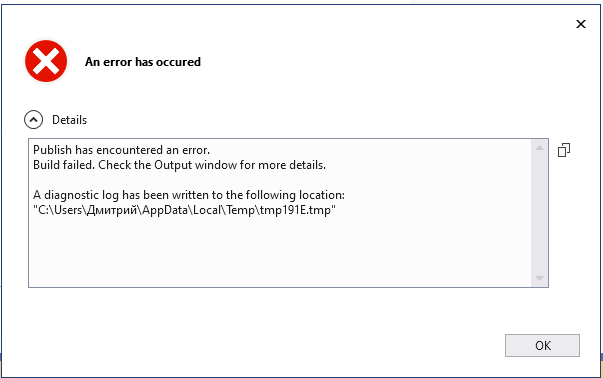 An error has occured
Details
Publish has encountered an error.
Build failed. Check the Output window for more details.
A diagnostic log has been written to the following location:
"C:\Users\Дмитрий\AppData\Local\Temp\tmp191E.tmp"
OK